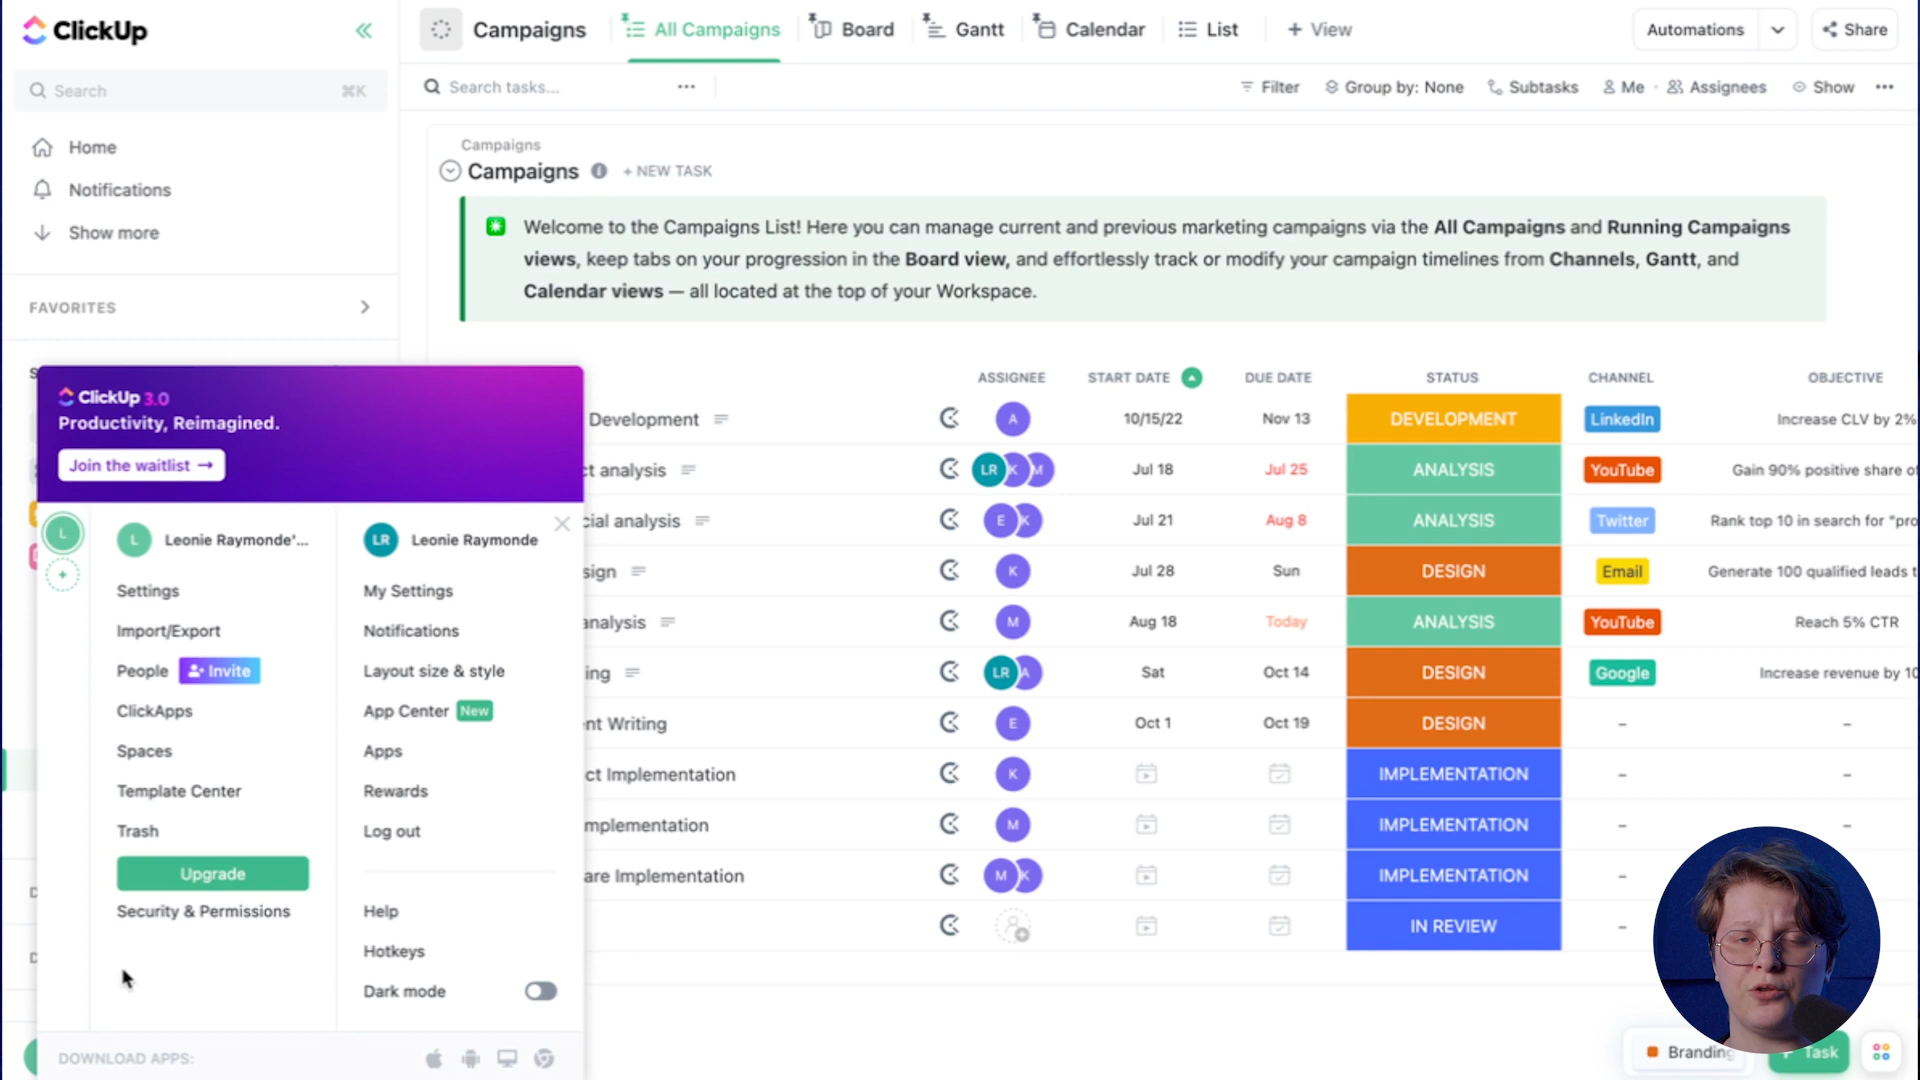 ClickUp
Search ⌘K
Home
Notifications
Show more
FAVORITES
Campaigns
All Campaigns
Board
Gantt
Calendar
List
+ View
Automations
Share
Search tasks...
Filter
Group by: None
Subtasks
Me
Assignees
Show
Campaigns
Campaigns
+ NEW TASK
Welcome to the Campaigns List! Here you can manage current and previous marketing campaigns via the All Campaigns and Running Campaigns
views, keep tabs on your progression in the Board view, and effortlessly track or modify your campaign timelines from Channels, Gantt, and
Calendar views — all located at the top of your Workspace.
ASSIGNEE START DATE DUE DATE STATUS CHANNEL OBJECTIVE
Development A 10/15/22 Nov 13 DEVELOPMENT LinkedIn Increase CLV by 2%
ct analysis LR K M Jul 18 Jul 25 ANALYSIS YouTube Gain 90% positive share of
cial analysis E K Jul 21 Aug 8 ANALYSIS Twitter Rank top 10 in search for "pro
sign K Jul 28 Sun DESIGN Email Generate 100 qualified leads t
analysis M Aug 18 Today ANALYSIS YouTube Reach 5% CTR
ing LR A Sat Oct 14 DESIGN Google Increase revenue by 10
nt Writing E Oct 1 Oct 19 DESIGN – –
ct Implementation K IMPLEMENTATION – –
mplementation M IMPLEMENTATION – –
are Implementation M K IMPLEMENTATION –
IN REVIEW –
ClickUp 3.0
Productivity, Reimagined.
Join the waitlist →
L
L Leonie Raymonde'...
Settings
Import/Export
People Invite
ClickApps
Spaces
Template Center
Trash
Upgrade
Security & Permissions
LR Leonie Raymonde
My Settings
Notifications
Layout size & style
App Center New
Apps
Rewards
Log out
Help
Hotkeys
Dark mode
DOWNLOAD APPS:
Branding
Task